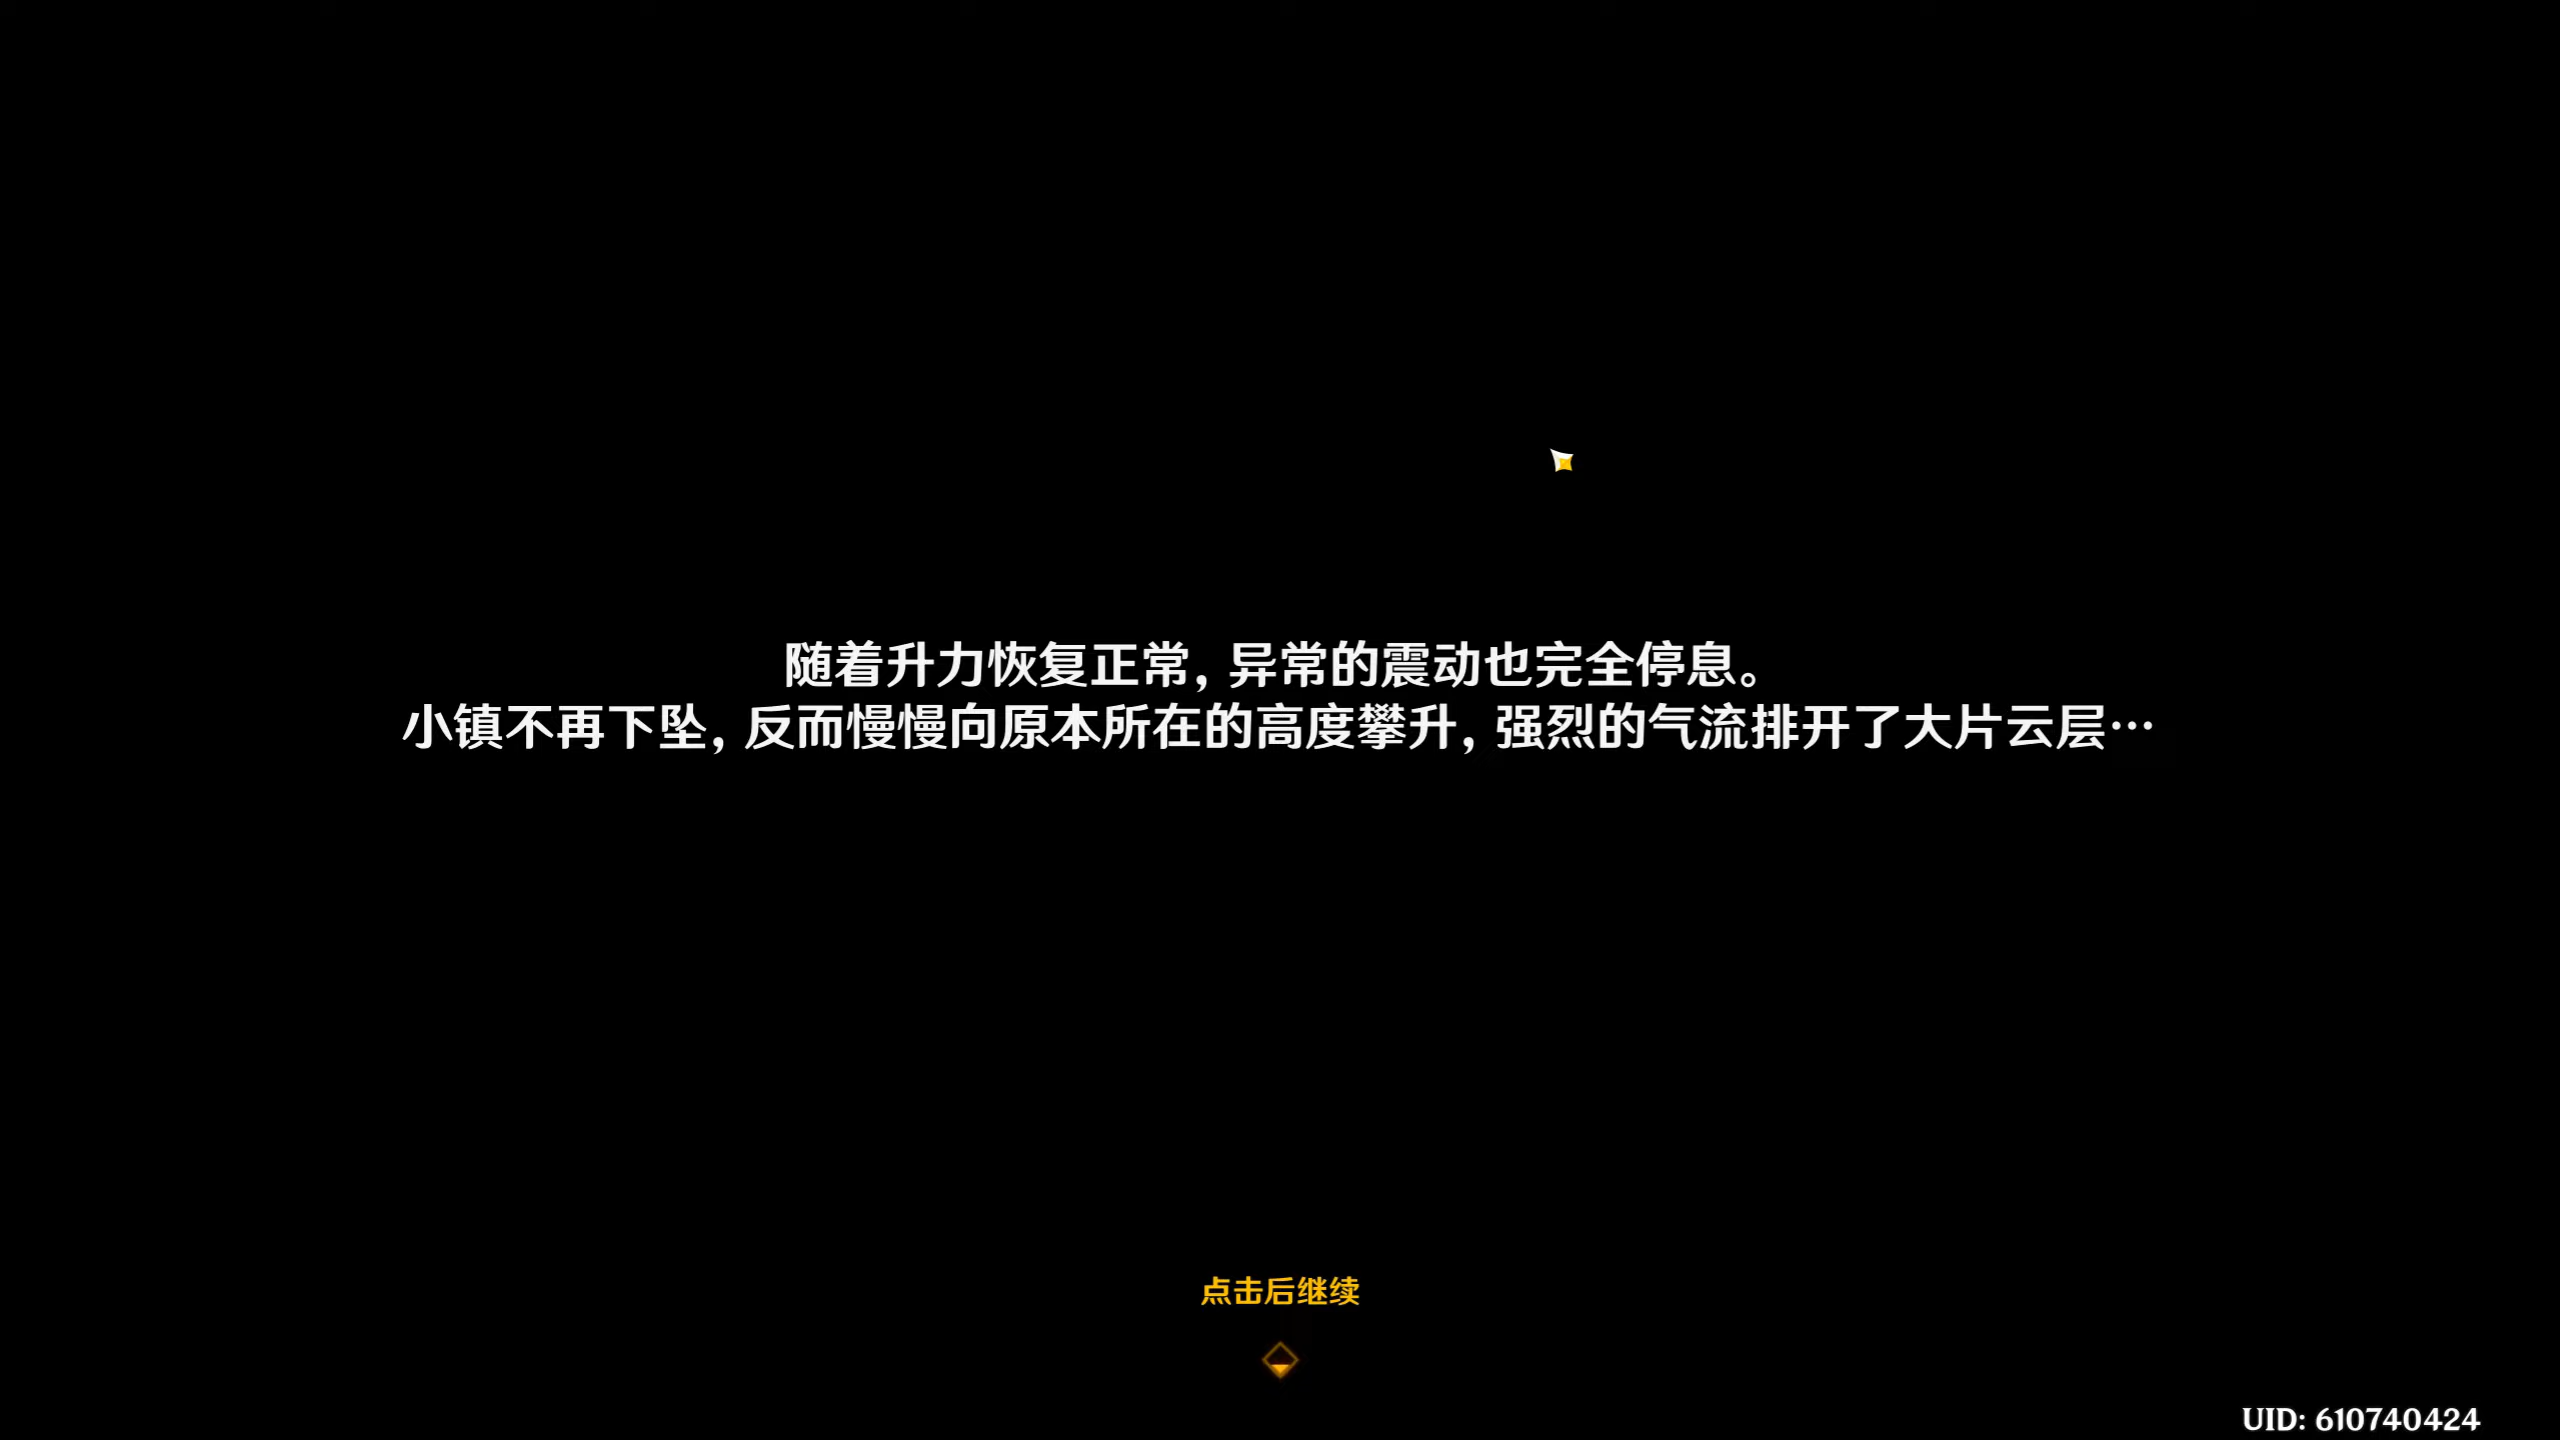 随着升力恢复正常，异常的震动也完全停息。
小镇不再下坠，反而慢慢向原本所在的高度攀升，强烈的气流排开了大片云层…
点击后继续
UID: 610740424